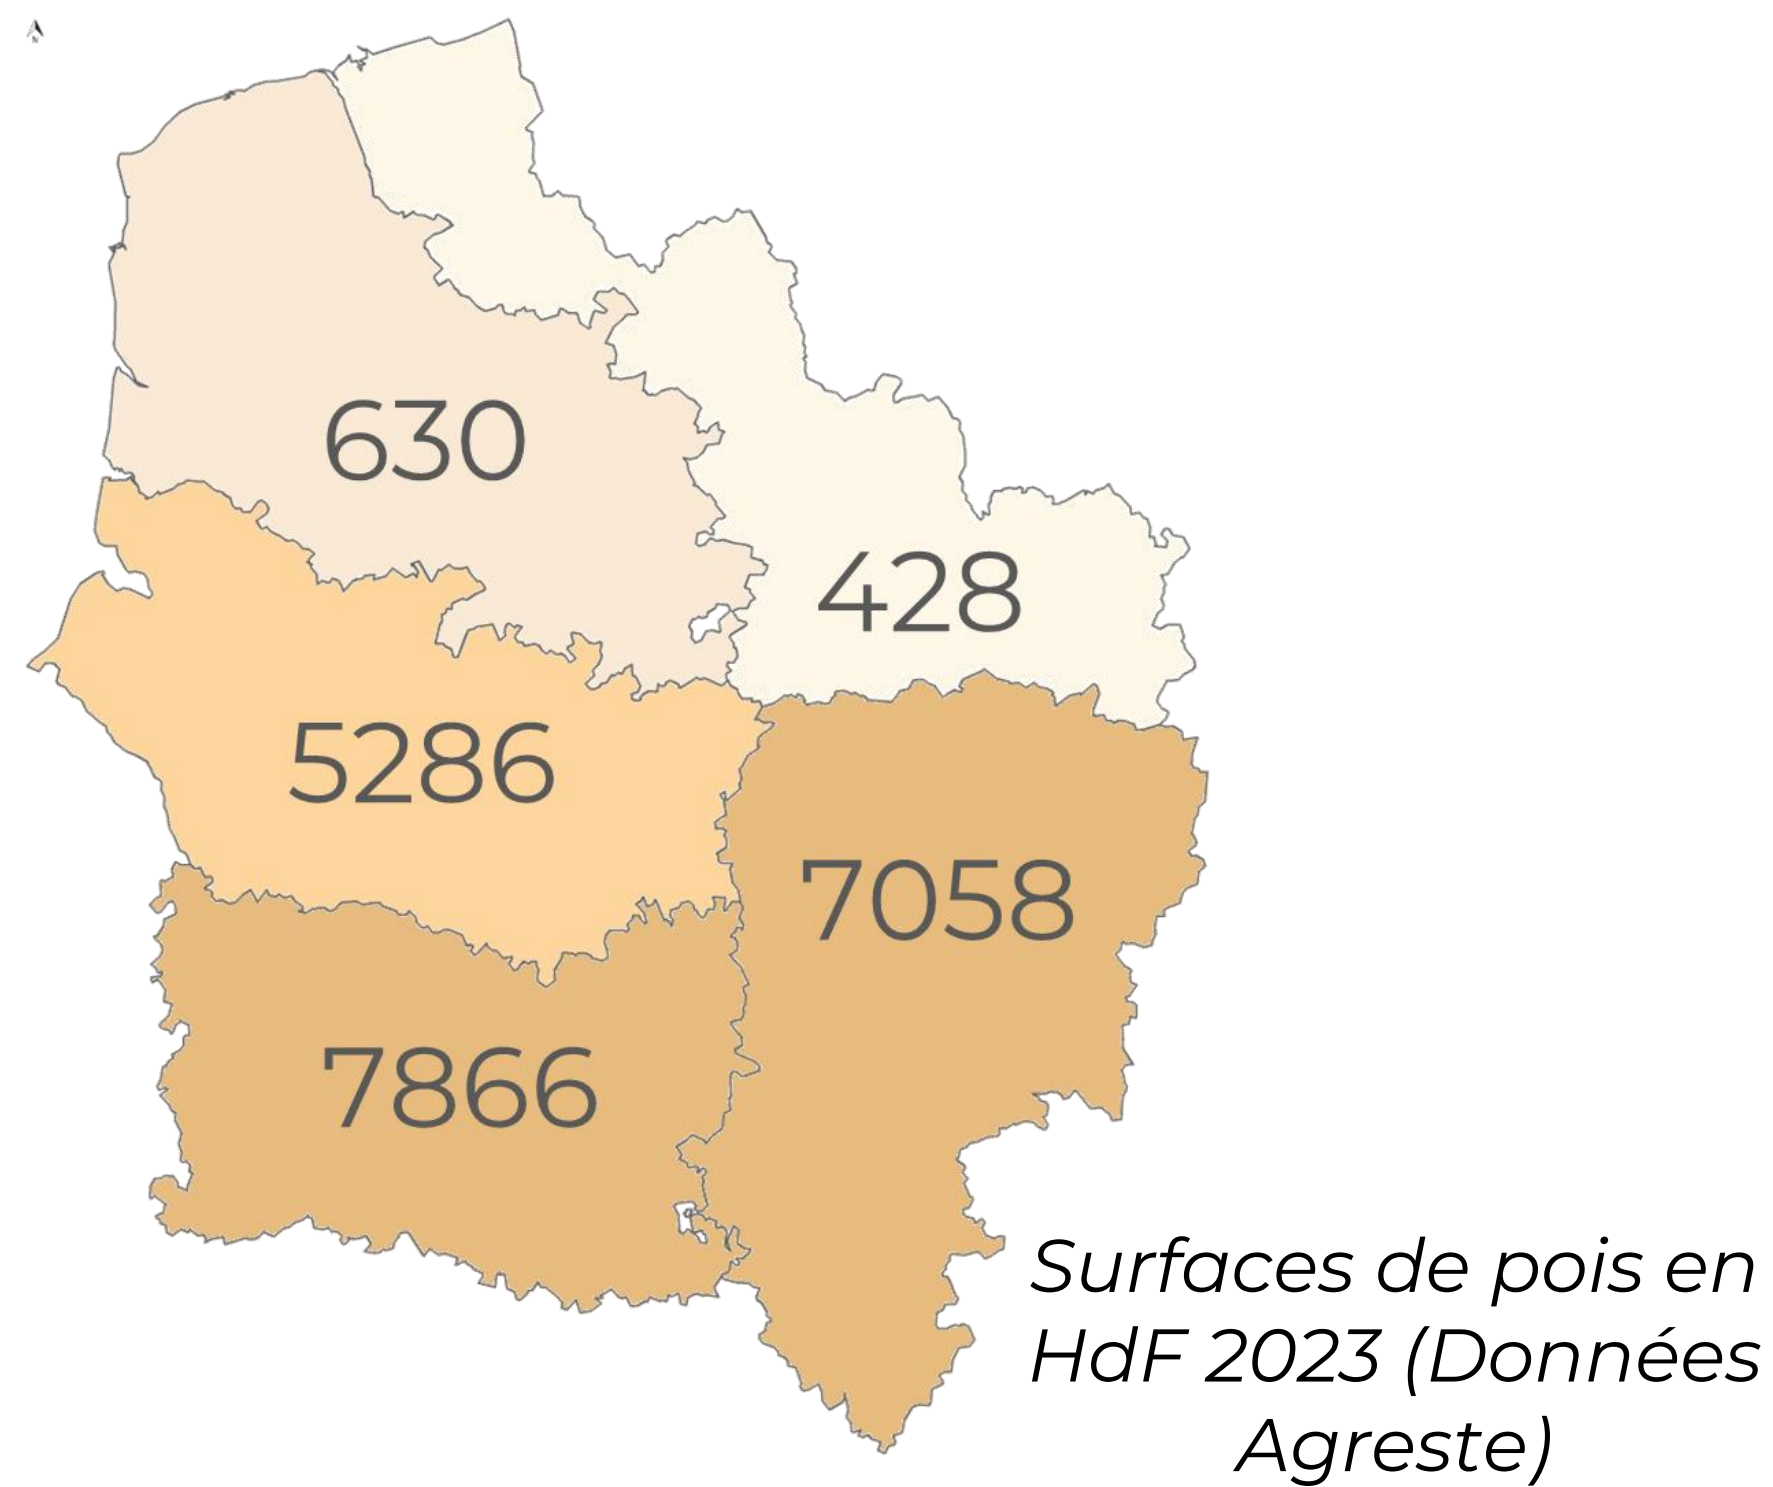 N
630
428
5286
7058
7866
Surfaces de pois en
HdF 2023 (Données
Agreste)